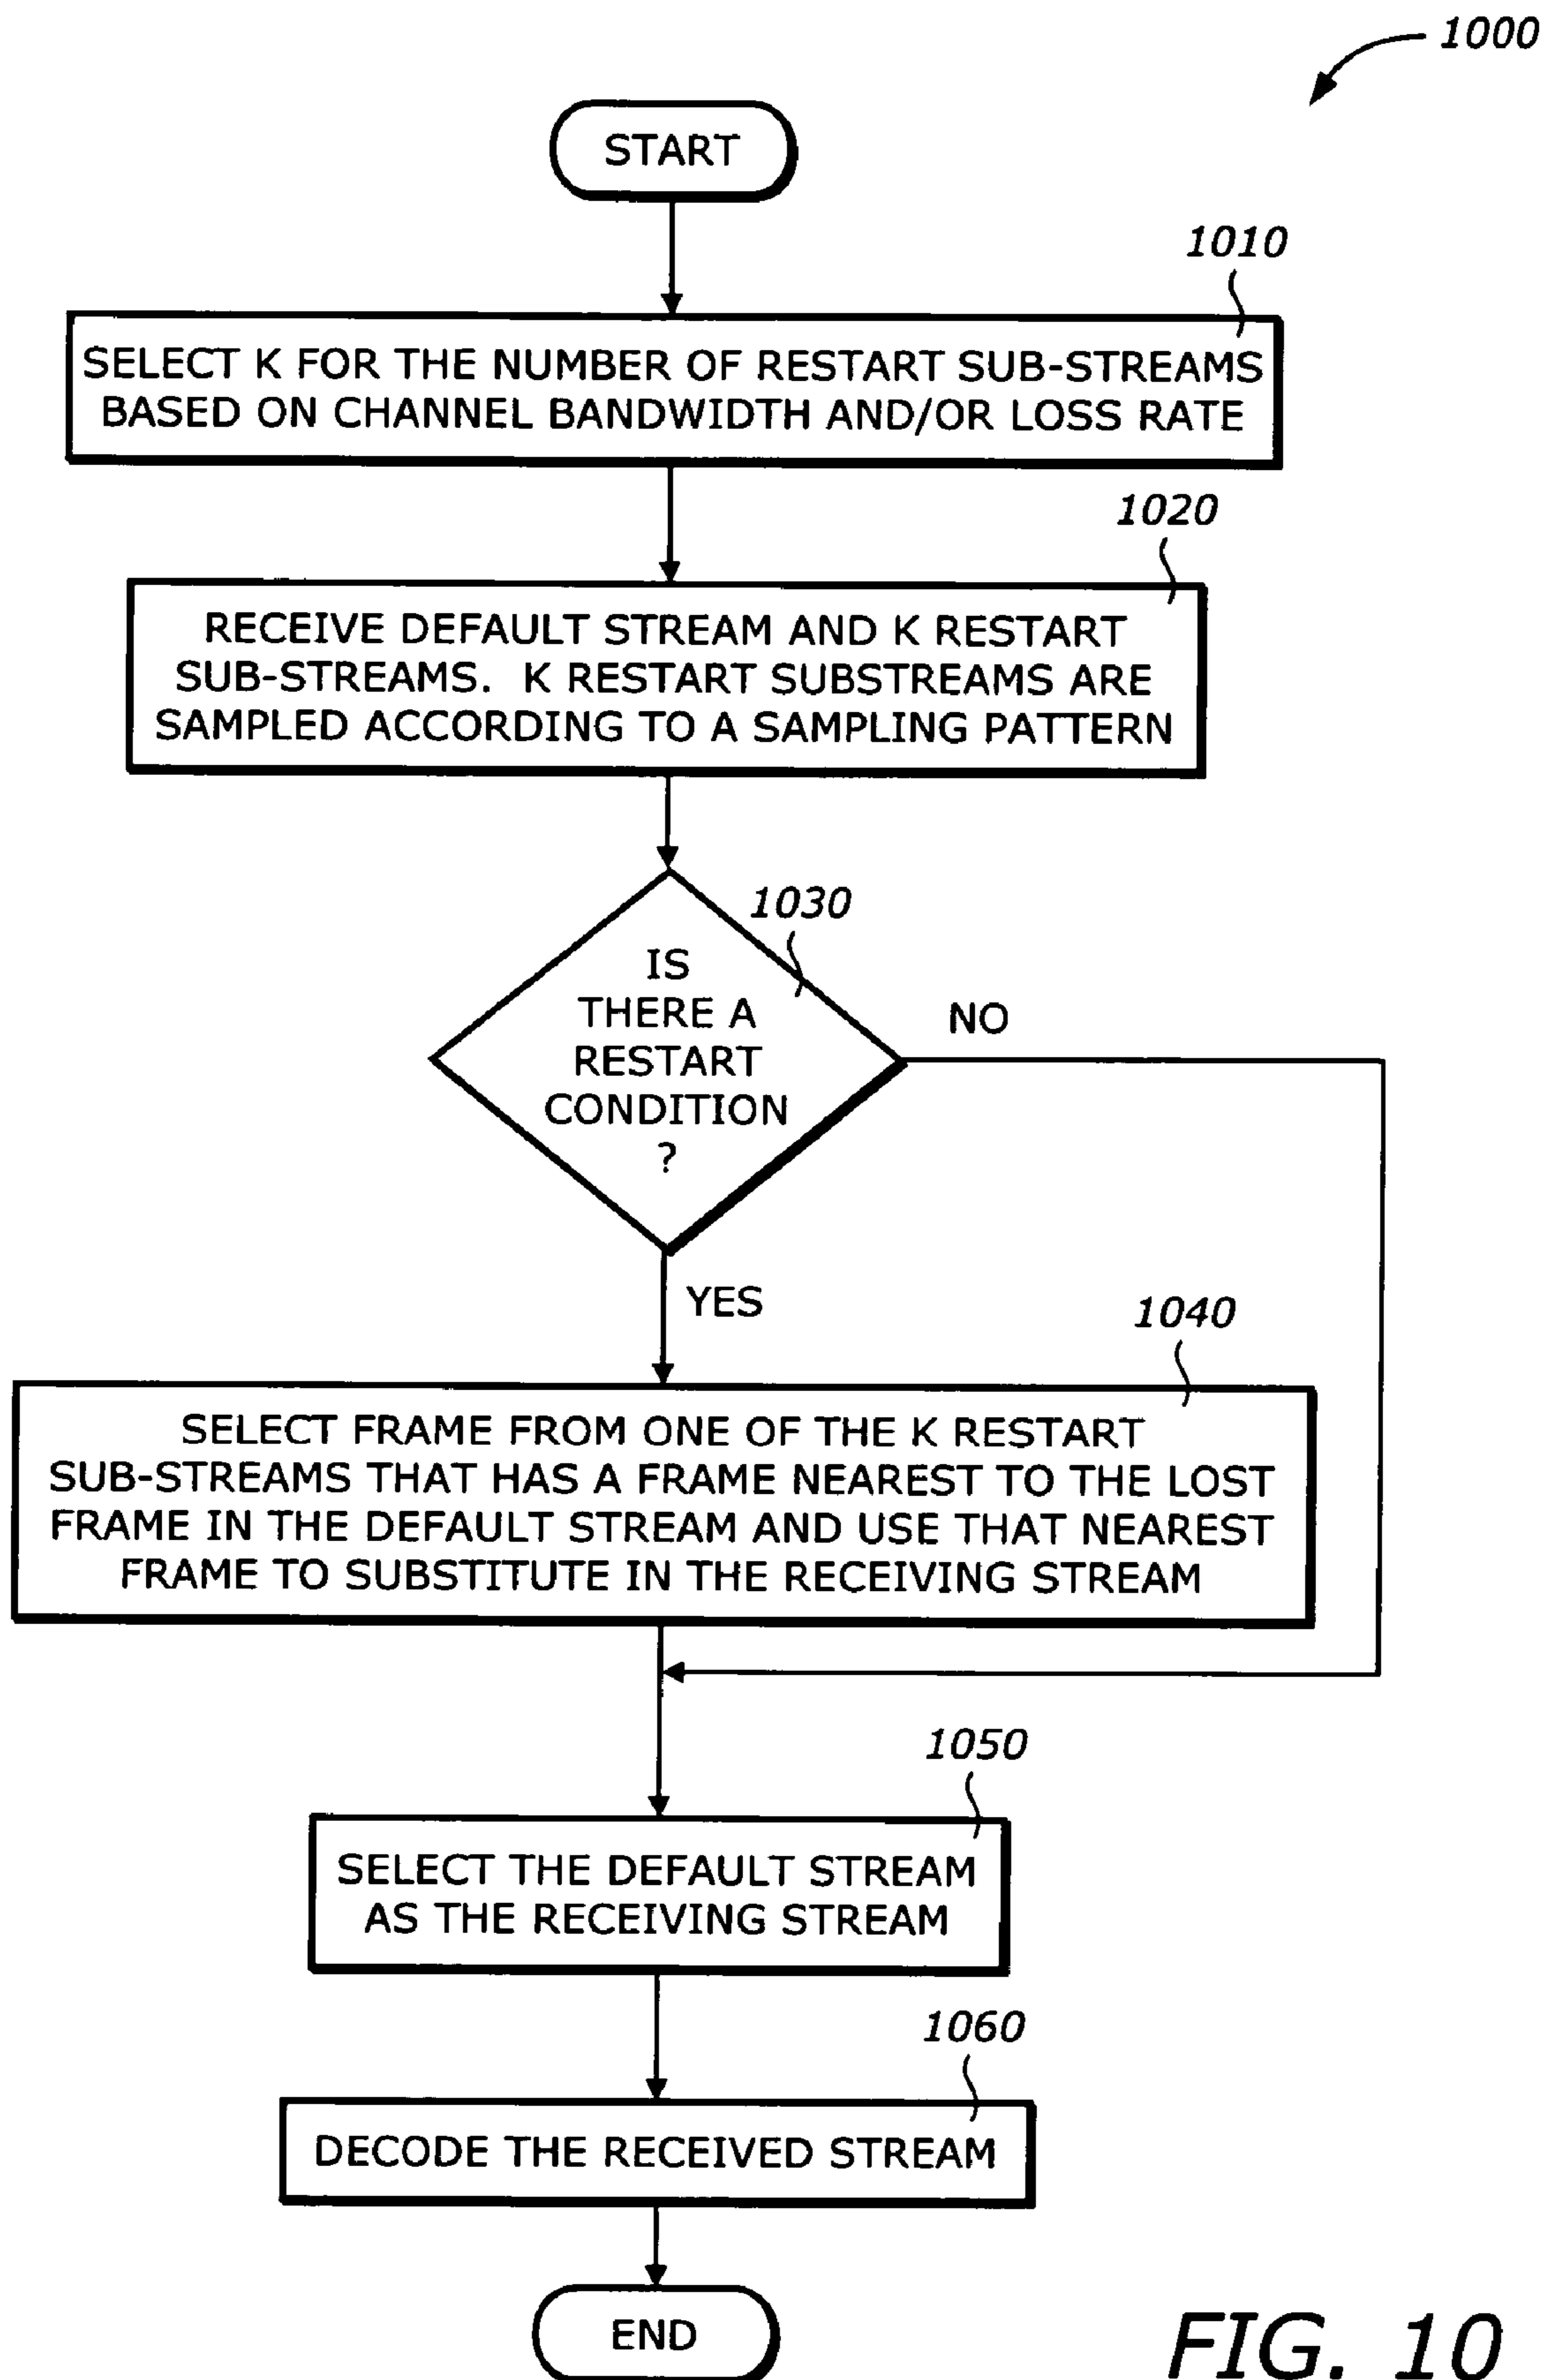 1000
START
1010
SELECT K FOR THE NUMBER OF RESTART SUB-STREAMS
BASED ON CHANNEL BANDWIDTH AND/OR LOSS RATE
1020
RECEIVE DEFAULT STREAM AND K RESTART
SUB-STREAMS. K RESTART SUBSTREAMS ARE
SAMPLED ACCORDING TO A SAMPLING PATTERN
1030
IS
THERE A
RESTART
CONDITION
?
NO
YES
1040
SELECT FRAME FROM ONE OF THE K RESTART
SUB-STREAMS THAT HAS A FRAME NEAREST TO THE LOST
FRAME IN THE DEFAULT STREAM AND USE THAT NEAREST
FRAME TO SUBSTITUTE IN THE RECEIVING STREAM
1050
SELECT THE DEFAULT STREAM
AS THE RECEIVING STREAM
1060
DECODE THE RECEIVED STREAM
END
FIG. 10